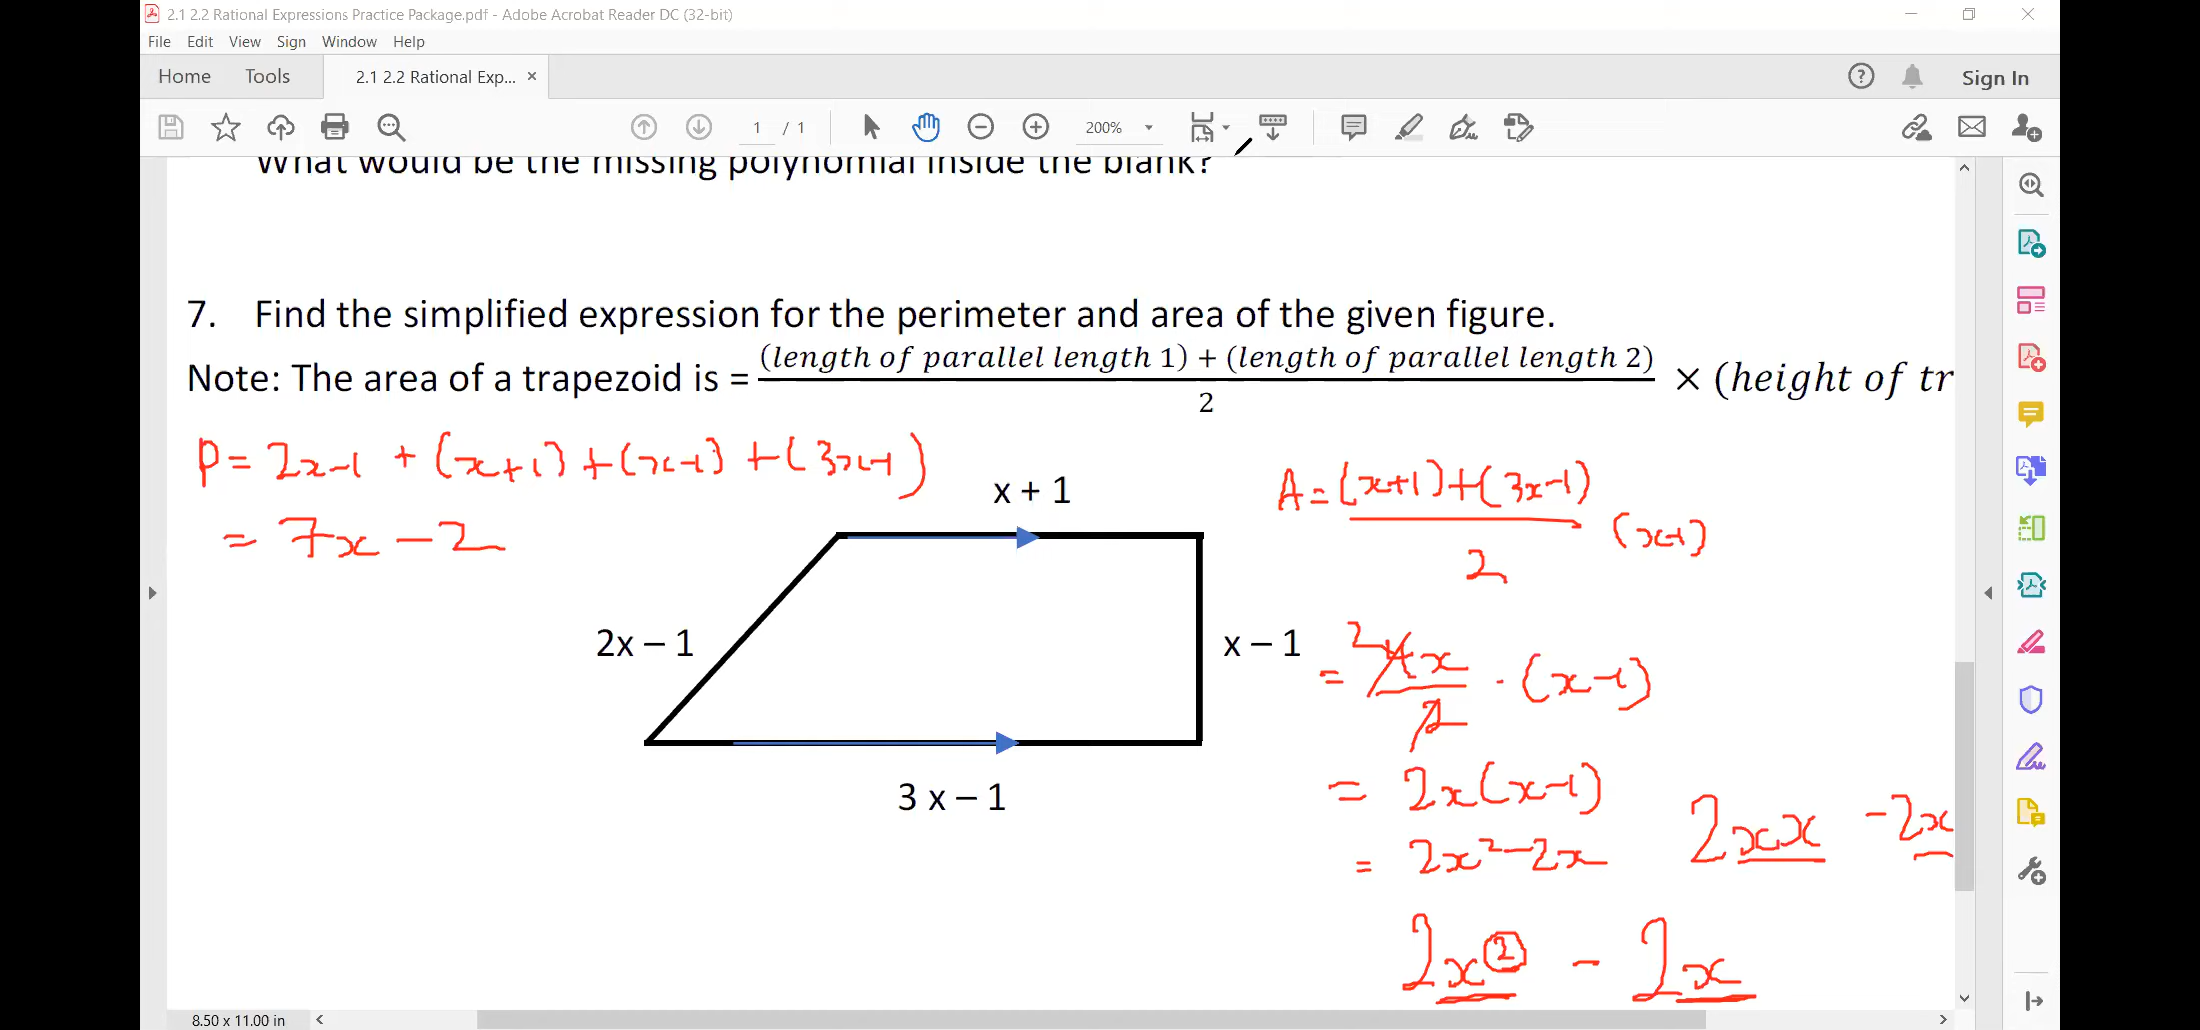 2.1 2.2 Rational Expressions Practice Package.pdf - Adobe Acrobat Reader DC (32-bit)
File Edit View Sign Window Help
Home Tools 2.1 2.2 Rational Exp... × Sign In
1 / 1 200%
What would be the missing polynomial inside the blank?
7. Find the simplified expression for the perimeter and area of the given figure.
Note: The area of a trapezoid is = (length of parallel length 1) + (length of parallel length 2) / 2 × (height of tr
P = 2x-1 + (x+1) + (x-1) + (3x-1)
= 7x - 2
x + 1
2x – 1
x – 1
3 x – 1
A = (x+1)+(3x-1) / 2 (x-1)
= 2 4x / 2 · (x-1)
= 2x(x-1)
= 2x² - 2x
2xx - 2x
2x² - 2x
8.50 x 11.00 in